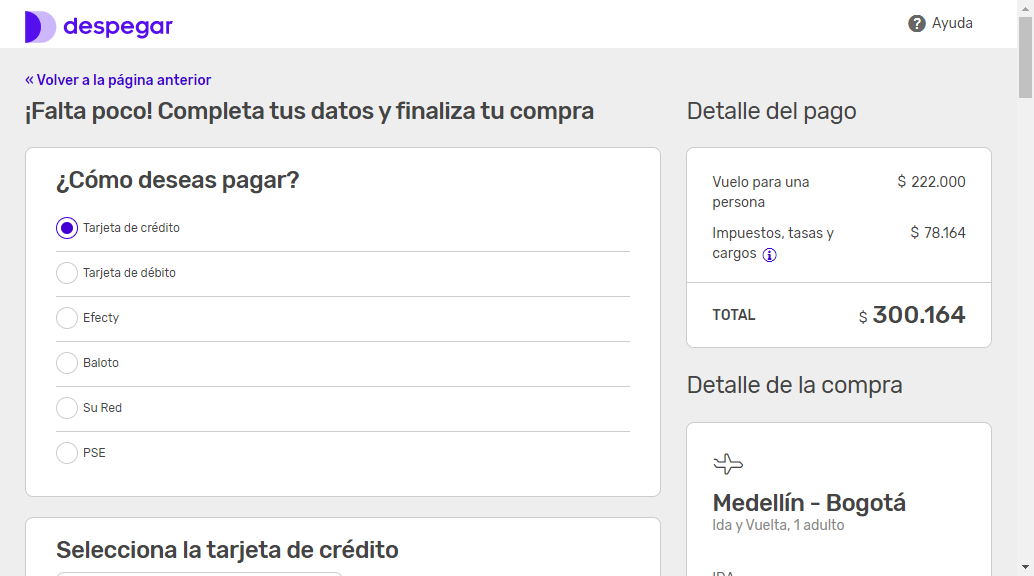 despegar
Ayuda
« Volver a la página anterior
¡Falta poco! Completa tus datos y finaliza tu compra
¿Cómo deseas pagar?
Tarjeta de crédito
Tarjeta de débito
Efecty
Baloto
Su Red
PSE
Selecciona la tarjeta de crédito
Detalle del pago
Vuelo para una
persona
$ 222.000
Impuestos, tasas y
cargos
$ 78.164
TOTAL
$ 300.164
Detalle de la compra
Medellín - Bogotá
Ida y Vuelta, 1 adulto
IDA